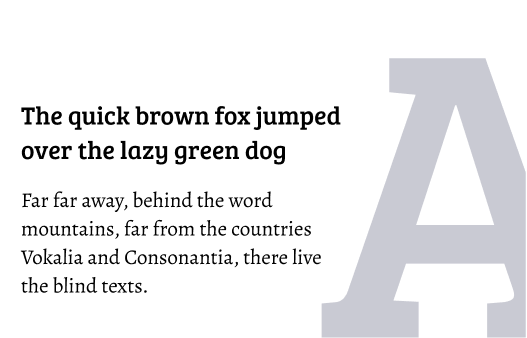 The quick brown fox jumped
over the lazy green dog
Far far away, behind the word
mountains, far from the countries
Vokalia and Consonantia, there live
the blind texts.
A